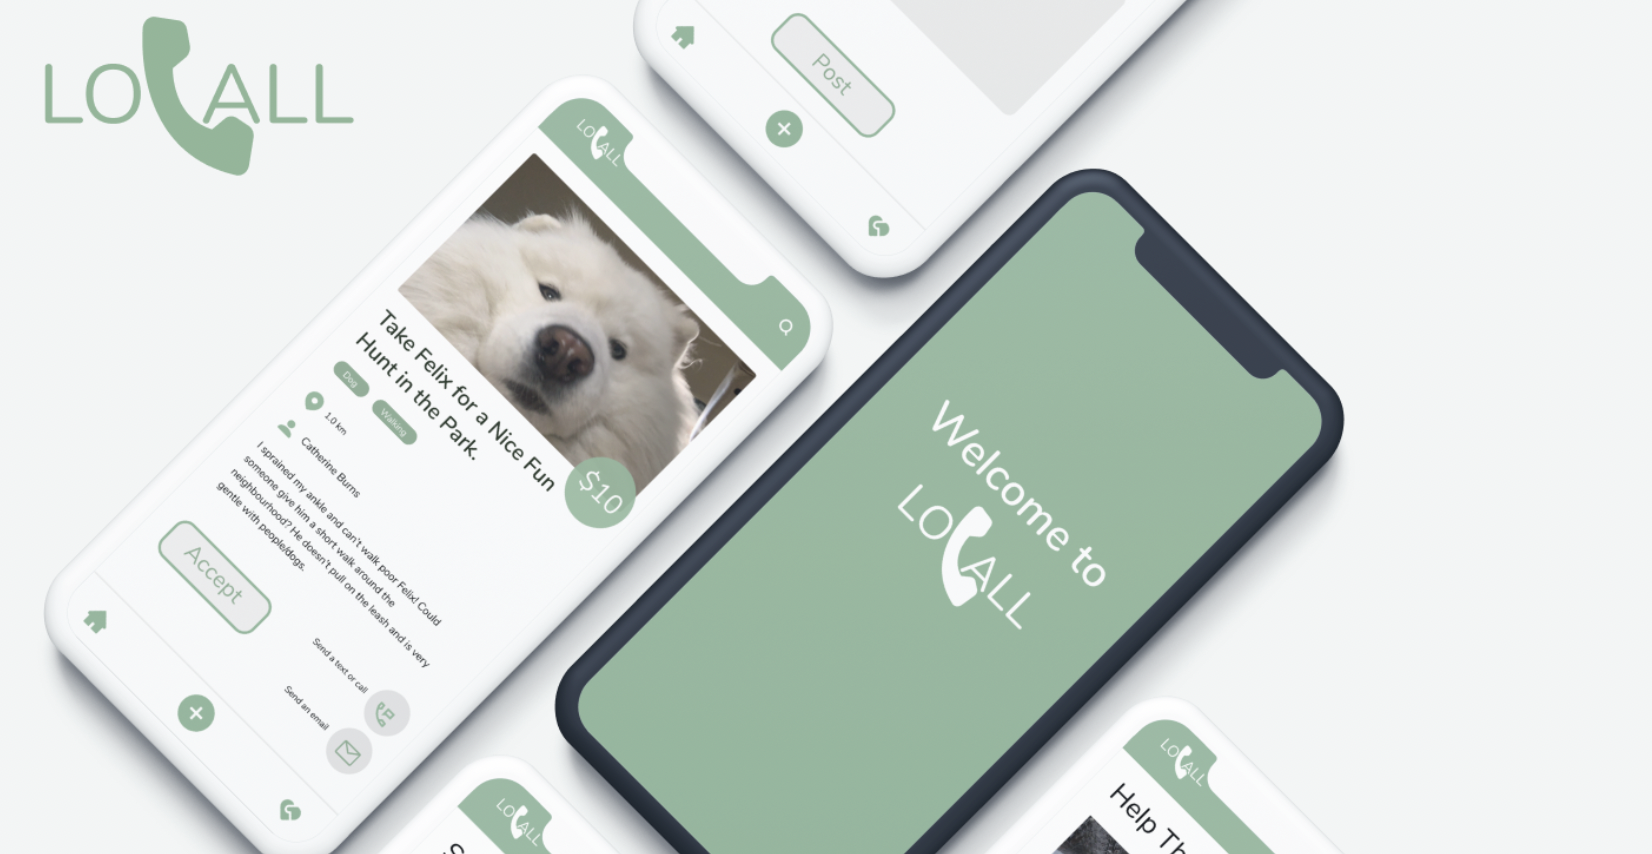 LOCALL
Post
LOCALL
Take Felix for a Nice Fun
Hunt in the Park.
$10
Dog
Walking
1.0 km
Catherine Burns
I sprained my ankle and can't walk poor Felix! Could
someone give him a short walk around the
neighbourhood? He doesn't pull on the leash and is very
gentle with people/dogs.
Accept
Send a text or call
Send an email
Welcome to
LOCALL
LOCALL
LOCALL
Help Th